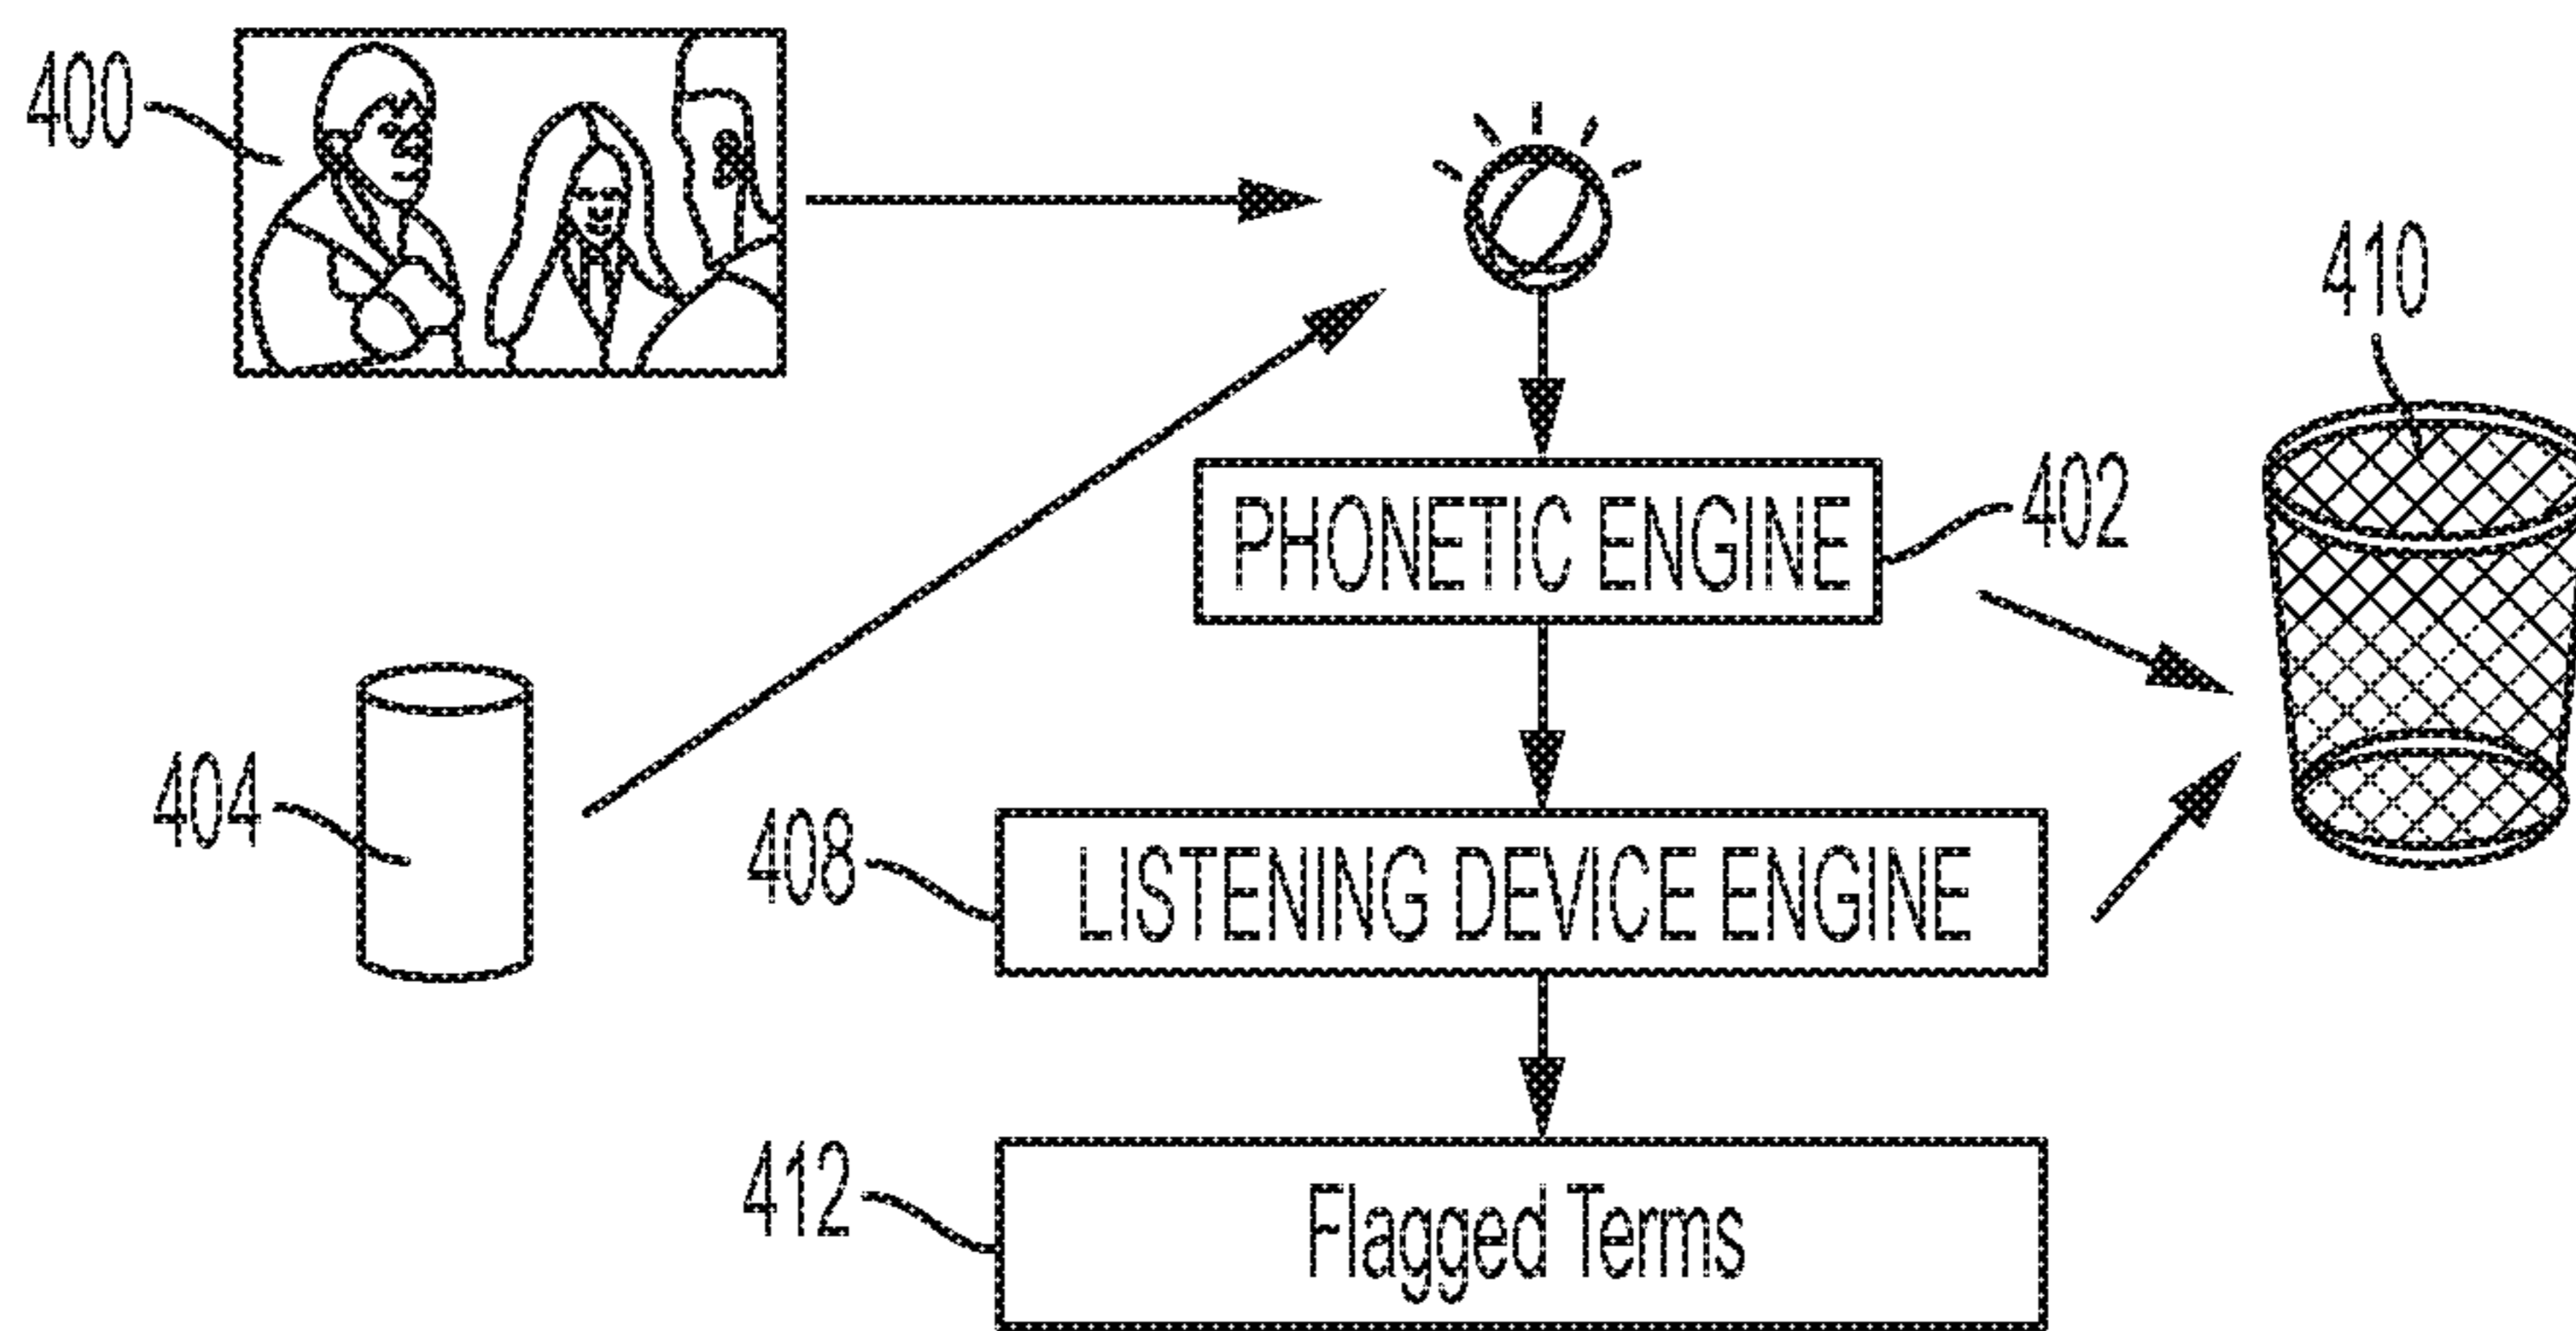 400
410
PHONETIC ENGINE
402
404
408
LISTENING DEVICE ENGINE
412
Flagged Terms